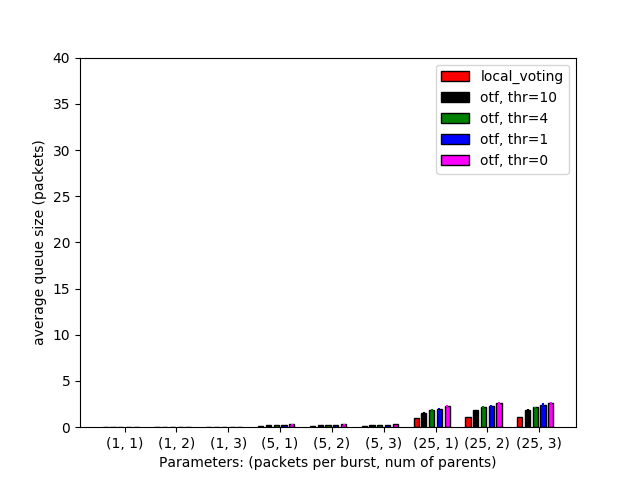 40
35
30
25
20
15
10
5
0
average queue size (packets)
local_voting
otf, thr=10
otf, thr=4
otf, thr=1
otf, thr=0
(1, 1) (1, 2) (1, 3) (5, 1) (5, 2) (5, 3) (25, 1) (25, 2) (25, 3)
Parameters: (packets per burst, num of parents)